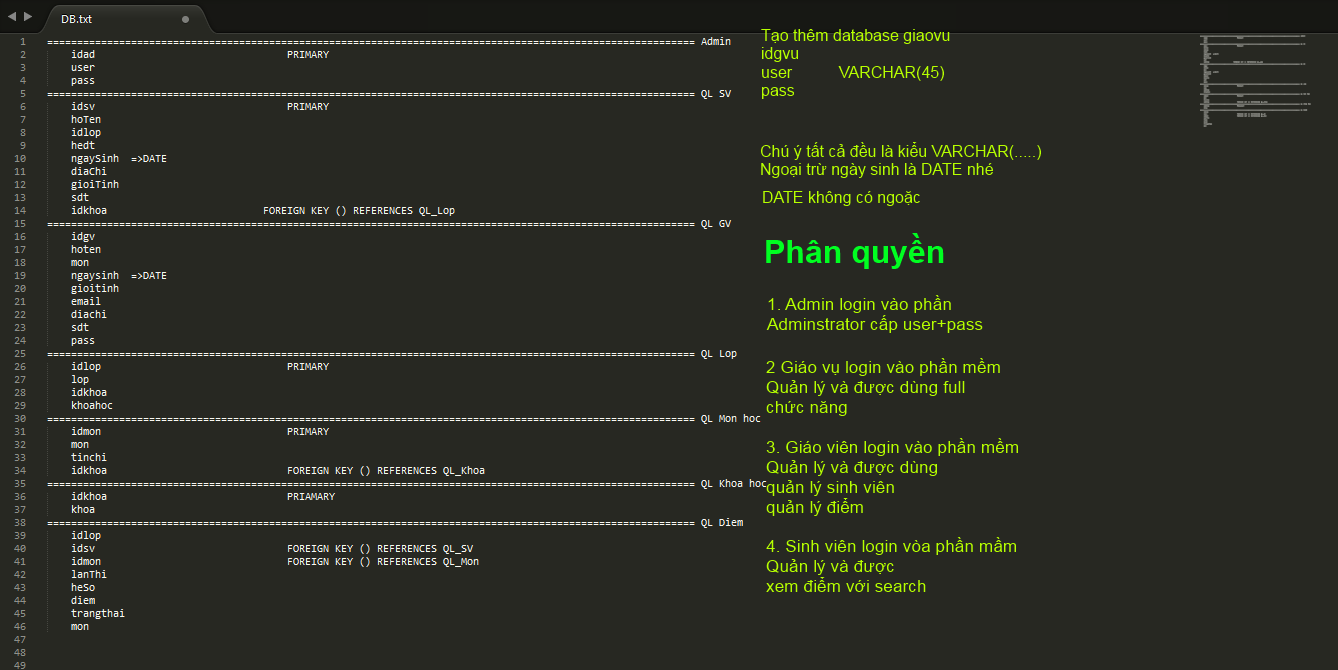 DB.txt
1 ================================================================================ Admin
2 idad PRIMARY
3 user
4 pass
5 ================================================================================ QL SV
6 idsv PRIMARY
7 hoTen
8 idlop
9 hedt
10 ngaySinh =>DATE
11 diaChi
12 gioiTinh
13 sdt
14 idkhoa FOREIGN KEY () REFERENCES QL_Lop
15 ================================================================================ QL GV
16 idgv
17 hoten
18 mon
19 ngaysinh =>DATE
20 gioitinh
21 email
22 diachi
23 sdt
24 pass
25 ================================================================================ QL Lop
26 idlop PRIMARY
27 lop
28 idkhoa
29 khoahoc
30 ================================================================================ QL Mon hoc
31 idmon PRIMARY
32 mon
33 tinchi
34 idkhoa FOREIGN KEY () REFERENCES QL_Khoa
35 ================================================================================ QL Khoa hoc
36 idkhoa PRIAMARY
37 khoa
38 ================================================================================ QL Diem
39 idlop
40 idsv FOREIGN KEY () REFERENCES QL_SV
41 idmon FOREIGN KEY () REFERENCES QL_Mon
42 lanThi
43 heSo
44 diem
45 trangthai
46 mon
47
48
49
Tạo thêm database giaovu
idgvu
user VARCHAR(45)
pass
Chú ý tất cả đều là kiểu VARCHAR(.....)
Ngoại trừ ngày sinh là DATE nhé
DATE không có ngoặc
Phân quyền
1. Admin login vào phần
Adminstrator cấp user+pass
2 Giáo vụ login vào phần mềm
Quản lý và được dùng full
chức năng
3. Giáo viên login vào phần mềm
Quản lý và được dùng
quản lý sinh viên
quản lý điểm
4. Sinh viên login vòa phần mầm
Quản lý và được
xem điểm với search